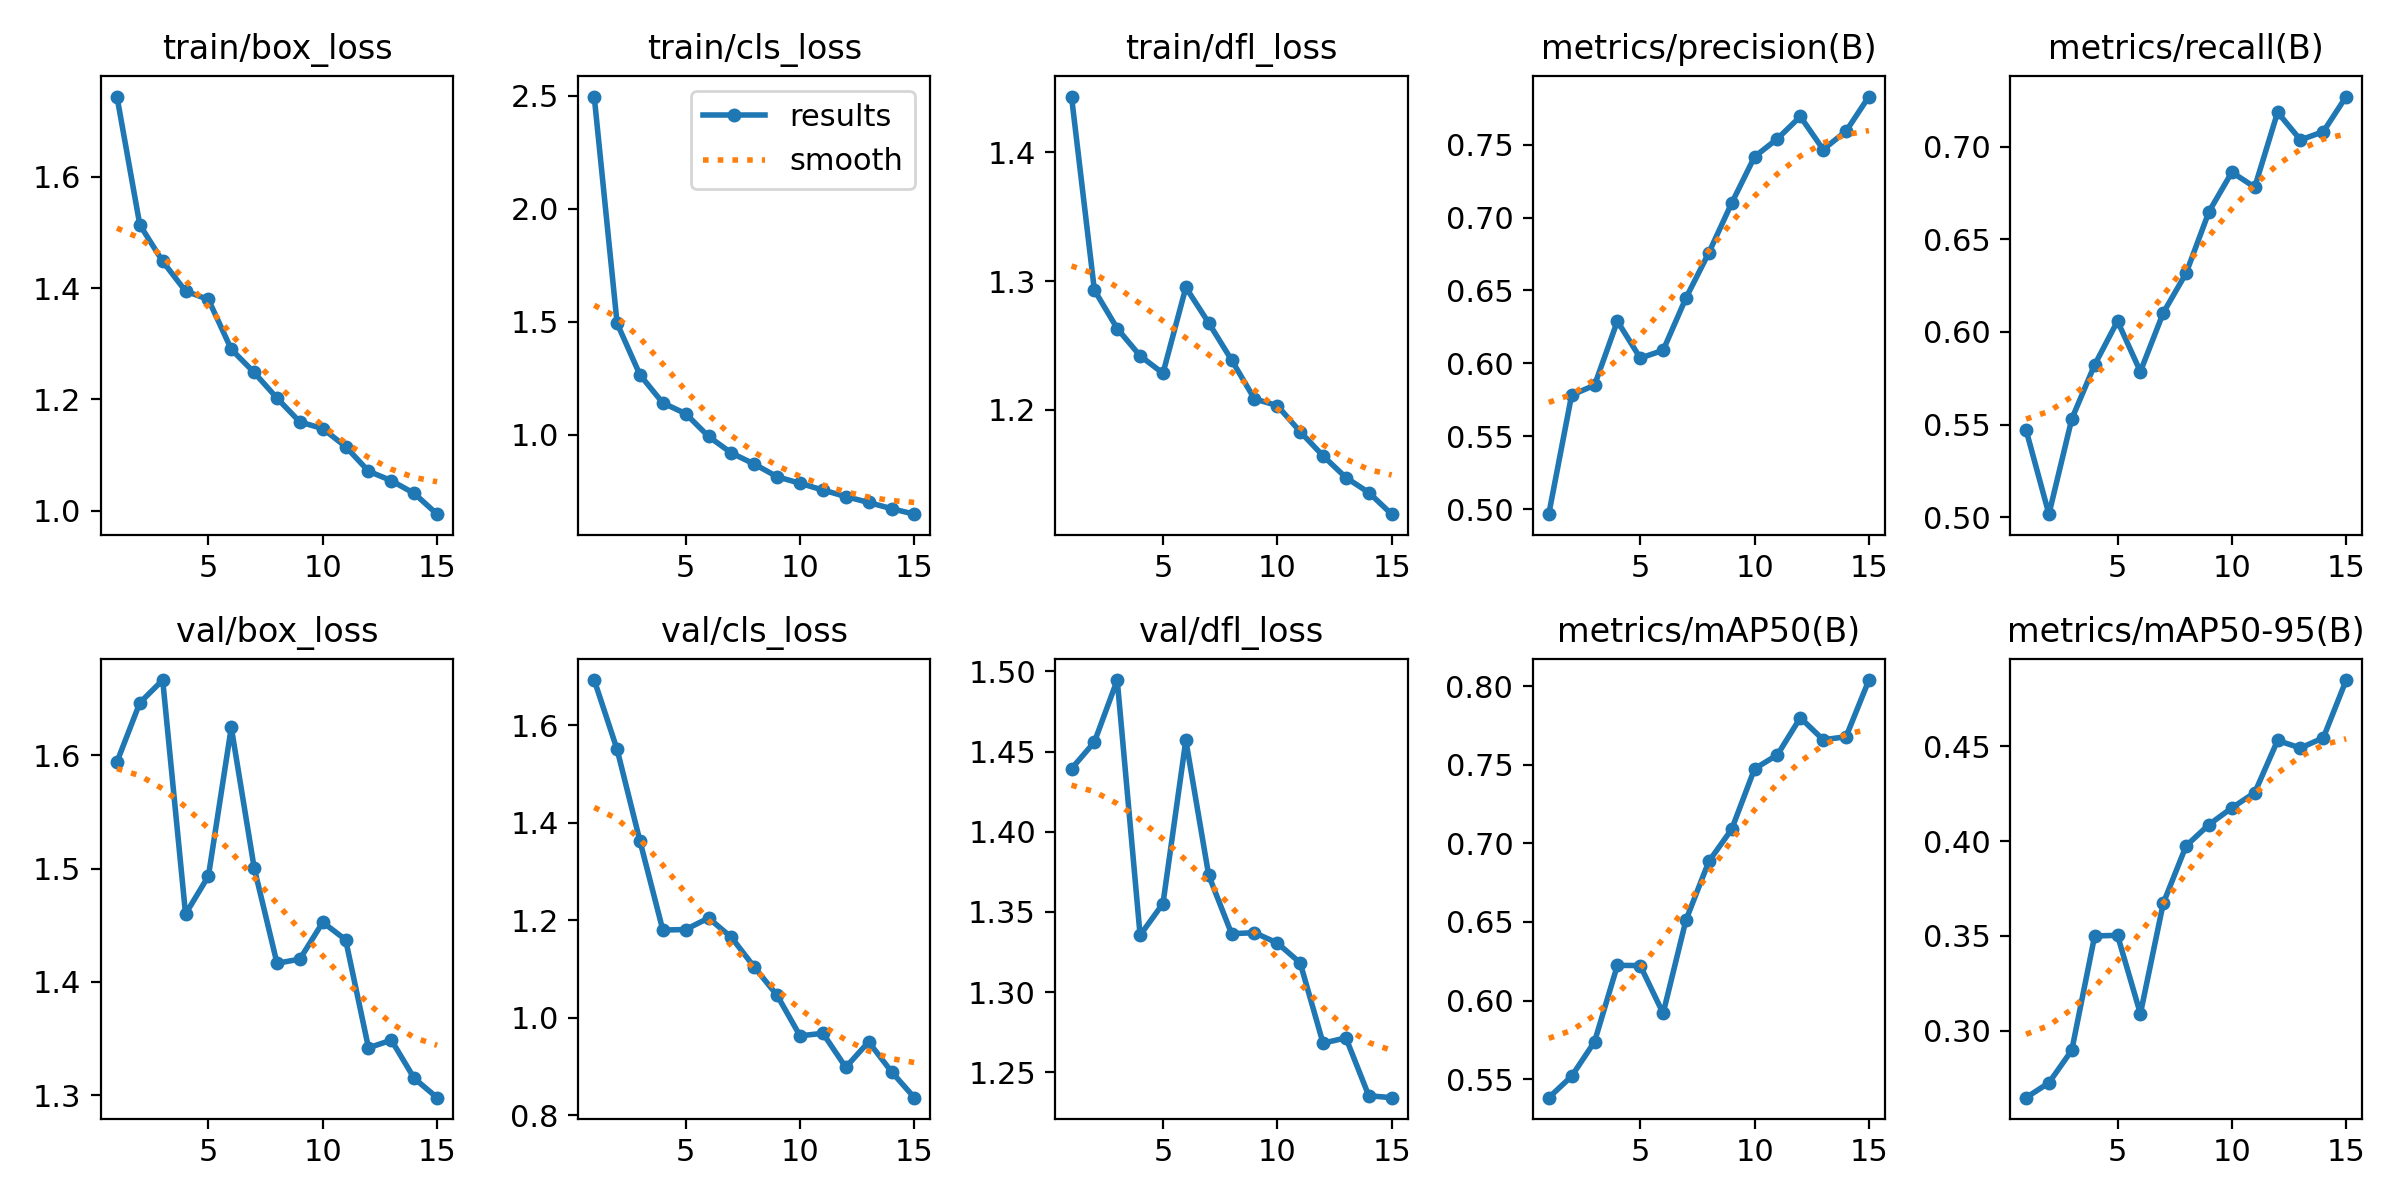 train/box_loss
1.6
1.4
1.2
1.0
5 10 15
train/cls_loss
2.5
2.0
1.5
1.0
results
smooth
5 10 15
train/dfl_loss
1.4
1.3
1.2
5 10 15
metrics/precision(B)
0.75
0.70
0.65
0.60
0.55
0.50
5 10 15
metrics/recall(B)
0.70
0.65
0.60
0.55
0.50
5 10 15
val/box_loss
1.6
1.5
1.4
1.3
5 10 15
val/cls_loss
1.6
1.4
1.2
1.0
0.8
5 10 15
val/dfl_loss
1.50
1.45
1.40
1.35
1.30
1.25
5 10 15
metrics/mAP50(B)
0.80
0.75
0.70
0.65
0.60
0.55
5 10 15
metrics/mAP50-95(B)
0.45
0.40
0.35
0.30
5 10 15